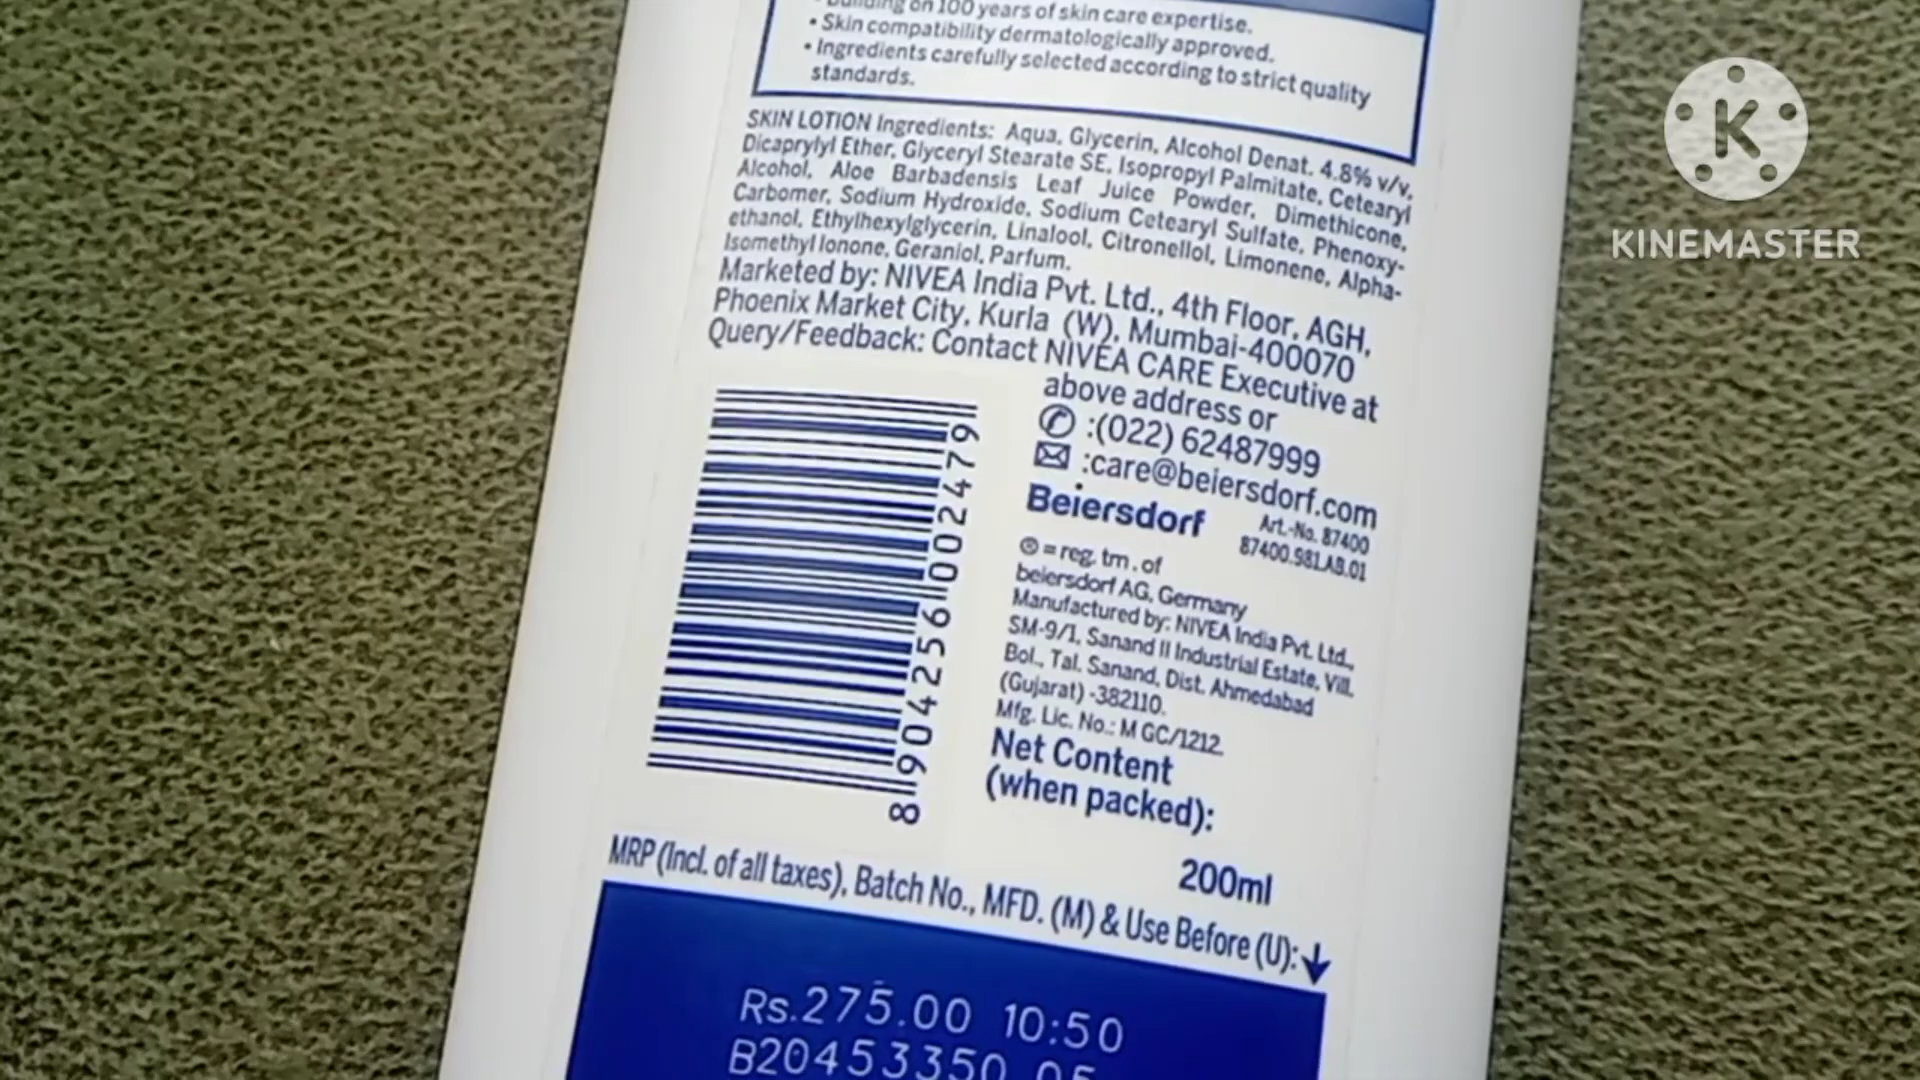 Building on 100 years of skin care expertise.
• Skin compatibility dermatologically approved.
• Ingredients carefully selected according to strict quality
standards.
SKIN LOTION Ingredients: Aqua, Glycerin, Alcohol Denat. 4.8% v/v,
Dicaprylyl Ether, Glyceryl Stearate SE, Isopropyl Palmitate, Cetearyl
Alcohol, Aloe Barbadensis Leaf Juice Powder, Dimethicone,
Carbomer, Sodium Hydroxide, Sodium Cetearyl Sulfate, Phenoxy-
ethanol, Ethylhexylglycerin, Linalool, Citronellol, Limonene, Alpha-
Isomethyl Ionone, Geraniol, Parfum.
Marketed by: NIVEA India Pvt. Ltd., 4th Floor, AGH,
Phoenix Market City, Kurla (W), Mumbai-400070
Query/Feedback: Contact NIVEA CARE Executive at
above address or
:(022) 62487999
:care@beiersdorf.com
Beiersdorf
Art.-No. 87400
87400.981.AB.01
® = reg. tm. of
beiersdorf AG, Germany
Manufactured by: NIVEA India Pvt. Ltd.,
SM-9/1, Sanand II Industrial Estate, Vill.
Bol., Tal. Sanand, Dist. Ahmedabad
(Gujarat) -382110.
Mfg. Lic. No.: M GC/1212.
Net Content
(when packed):
200ml
8 904256 002479
MRP (Incl. of all taxes), Batch No., MFD. (M) & Use Before (U):
Rs.275.00 10:50
B20453350 05
K
KINEMASTER